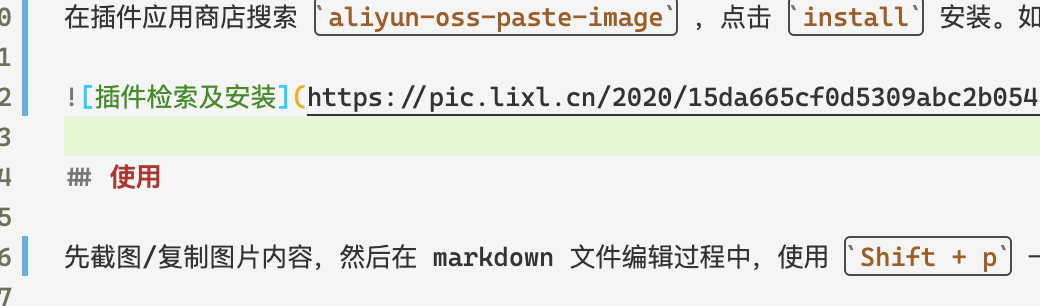 0 在插件应用商店搜索 `aliyun-oss-paste-image` ，点击 `install` 安装。如
1
2 ![插件检索及安装](https://pic.lixl.cn/2020/15da665cf0d5309abc2b054
3
4 ## 使用
5
6 先截图/复制图片内容，然后在 markdown 文件编辑过程中，使用 `Shift + p`
7